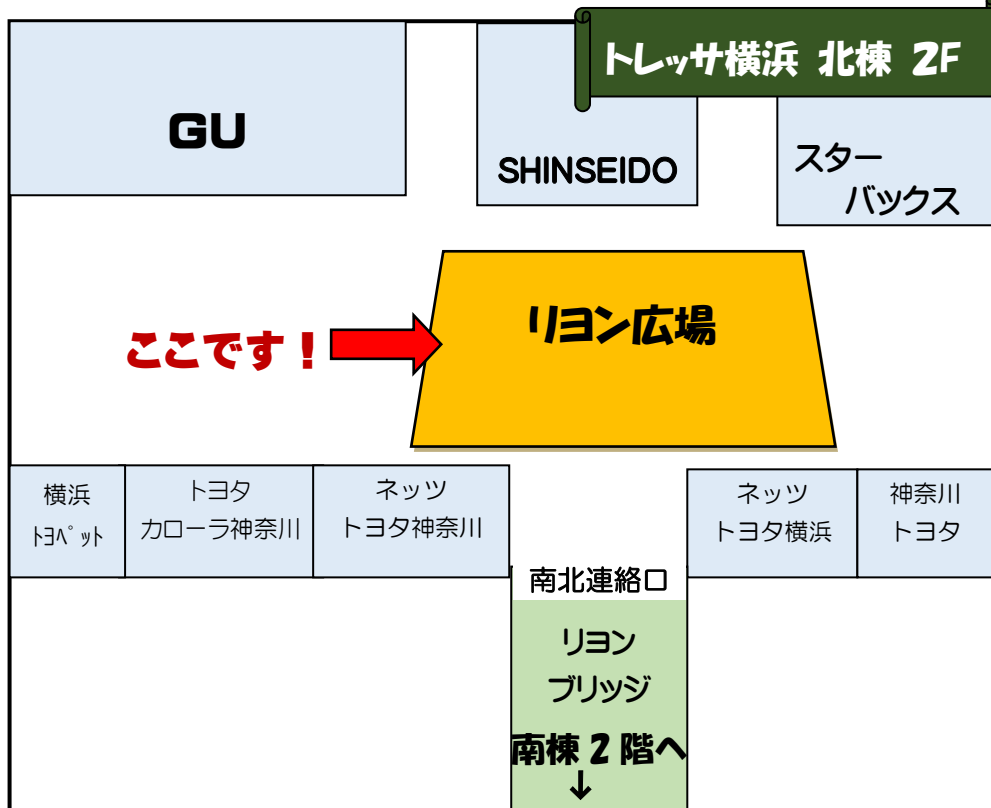 トレッサ横浜 北棟 2F
GU
SHINSEIDO
スター
バックス
リヨン広場
ここです！
横浜
ﾄﾖﾍﾟｯﾄ
トヨタ
カローラ神奈川
ネッツ
トヨタ神奈川
ネッツ
トヨタ横浜
神奈川
トヨタ
南北連絡口
リヨン
ブリッジ
南棟２階へ
↓